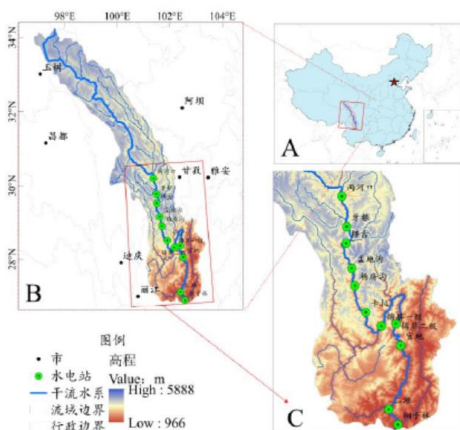 34°N
32°N
30°N
28°N
100°E
102°E
104°E
玉树
阿坝
昌都
甘孜
雅安
迪庆
丽江
B
A
图例
市
水电站
干流水系
流域边界
行政边界
高程
Value: m
High : 5888
Low : 966
两河口
牙根
楞古
孟地沟
杨房沟
卡拉
锦屏一级
锦屏二级
官地
二滩
桐子林
C